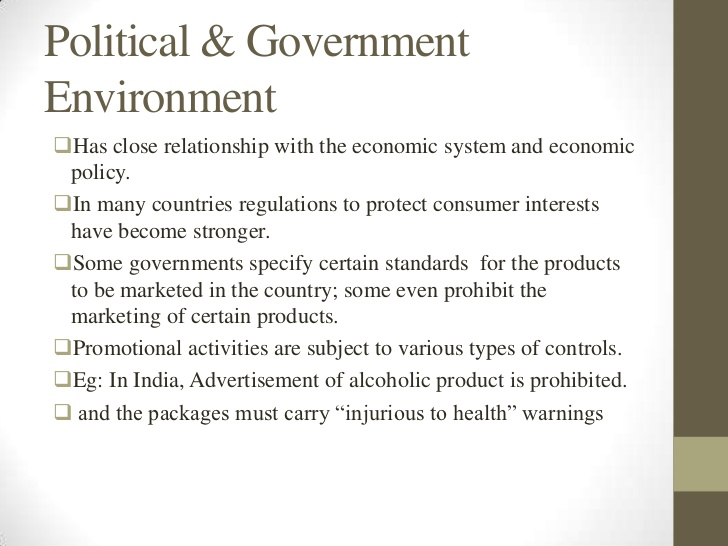 Political & Government
Environment
❑Has close relationship with the economic system and economic
policy.
❑In many countries regulations to protect consumer interests
have become stronger.
❑Some governments specify certain standards  for the products
to be marketed in the country; some even prohibit the
marketing of certain products.
❑Promotional activities are subject to various types of controls.
❑Eg: In India, Advertisement of alcoholic product is prohibited.
❑ and the packages must carry “injurious to health” warnings